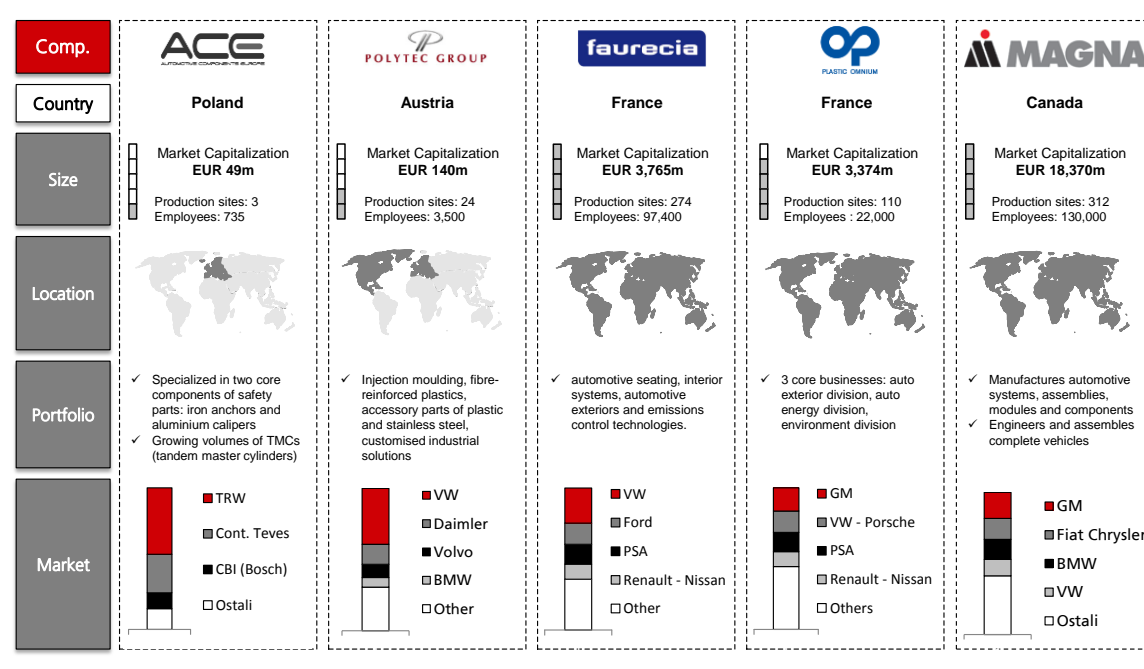 Comp.
ACE
AUTOMOTIVE COMPONENTS EUROPE
POLYTEC GROUP
faurecia
OP
PLASTIC OMNIUM
MAGNA
Country
Poland
Austria
France
France
Canada
Size
Market Capitalization
EUR 49m
Production sites: 3
Employees: 735
Market Capitalization
EUR 140m
Production sites: 24
Employees: 3,500
Market Capitalization
EUR 3,765m
Production sites: 274
Employees: 97,400
Market Capitalization
EUR 3,374m
Production sites: 110
Employees : 22,000
Market Capitalization
EUR 18,370m
Production sites: 312
Employees: 130,000
Location
Portfolio
✓ Specialized in two core
components of safety
parts: iron anchors and
aluminium calipers
✓ Growing volumes of TMCs
(tandem master cylinders)
✓ Injection moulding, fibre-
reinforced plastics,
accessory parts of plastic
and stainless steel,
customised industrial
solutions
✓ automotive seating, interior
systems, automotive
exteriors and emissions
control technologies.
✓ 3 core businesses: auto
exterior division, auto
energy division,
environment division
✓ Manufactures automotive
systems, assemblies,
modules and components
✓ Engineers and assembles
complete vehicles
Market
TRW
Cont. Teves
CBI (Bosch)
Ostali
VW
Daimler
Volvo
BMW
Other
VW
Ford
PSA
Renault - Nissan
Other
GM
VW - Porsche
PSA
Renault - Nissan
Others
GM
Fiat Chrysler
BMW
VW
Ostali